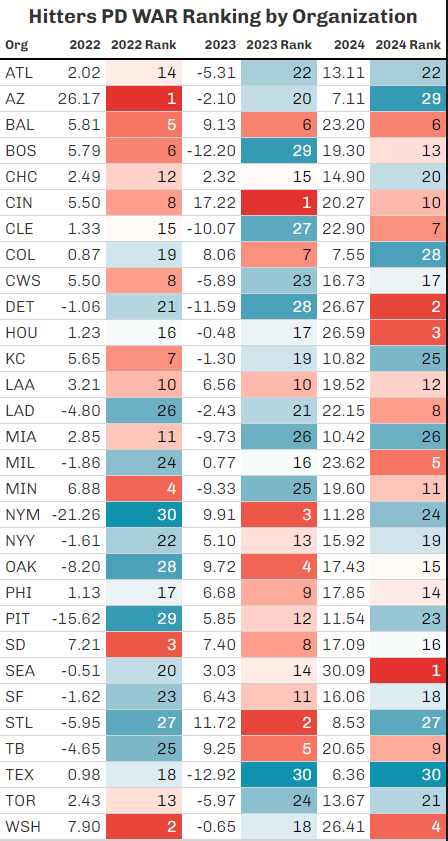 Hitters PD WAR Ranking by Organization
Org 2022 2022 Rank 2023 2023 Rank 2024 2024 Rank
ATL 2.02 14 -5.31 22 13.11 22
AZ 26.17 1 -2.10 20 7.11 29
BAL 5.81 5 9.13 6 23.20 6
BOS 5.79 6 -12.20 29 19.30 13
CHC 2.49 12 2.32 15 14.90 20
CIN 5.50 8 17.22 1 20.27 10
CLE 1.33 15 -10.07 27 22.90 7
COL 0.87 19 8.06 7 7.55 28
CWS 5.50 8 -5.89 23 16.73 17
DET -1.06 21 -11.59 28 26.67 2
HOU 1.23 16 -0.48 17 26.59 3
KC 5.65 7 -1.30 19 10.82 25
LAA 3.21 10 6.56 10 19.52 12
LAD -4.80 26 -2.43 21 22.15 8
MIA 2.85 11 -9.73 26 10.42 26
MIL -1.86 24 0.77 16 23.62 5
MIN 6.88 4 -9.33 25 19.60 11
NYM -21.26 30 9.91 3 11.28 24
NYY -1.61 22 5.10 13 15.92 19
OAK -8.20 28 9.72 4 17.43 15
PHI 1.13 17 6.68 9 17.85 14
PIT -15.62 29 5.85 12 11.54 23
SD 7.21 3 7.40 8 17.09 16
SEA -0.51 20 3.03 14 30.09 1
SF -1.62 23 6.43 11 16.06 18
STL -5.95 27 11.72 2 8.53 27
TB -4.65 25 9.25 5 20.65 9
TEX 0.98 18 -12.92 30 6.36 30
TOR 2.43 13 -5.97 24 13.67 21
WSH 7.90 2 -0.65 18 26.41 4